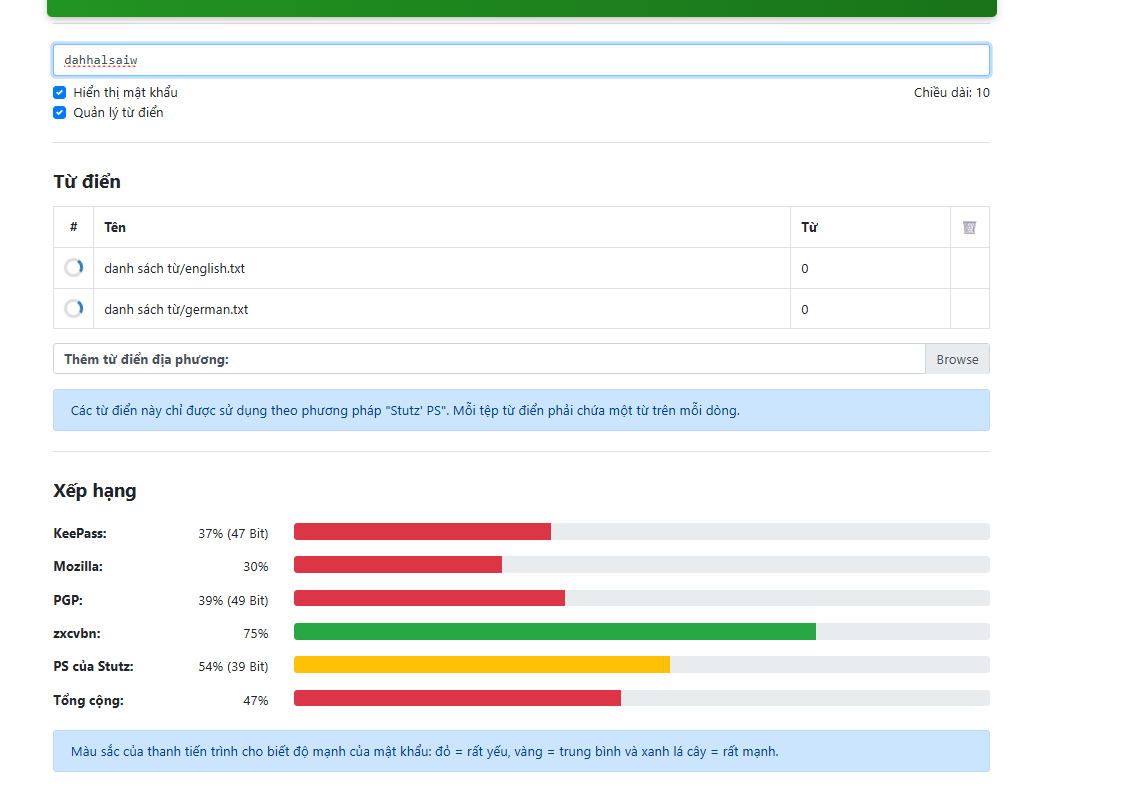 dahhalsaiw
Hiển thị mật khẩu Chiều dài: 10
Quản lý từ điển
Từ điển
# Tên Từ
danh sách từ/english.txt 0
danh sách từ/german.txt 0
Thêm từ điển địa phương: Browse
Các từ điển này chỉ được sử dụng theo phương pháp "Stutz' PS". Mỗi tệp từ điển phải chứa một từ trên mỗi dòng.
Xếp hạng
KeePass: 37% (47 Bit)
Mozilla: 30%
PGP: 39% (49 Bit)
zxcvbn: 75%
PS của Stutz: 54% (39 Bit)
Tổng cộng: 47%
Màu sắc của thanh tiến trình cho biết độ mạnh của mật khẩu: đỏ = rất yếu, vàng = trung bình và xanh lá cây = rất mạnh.